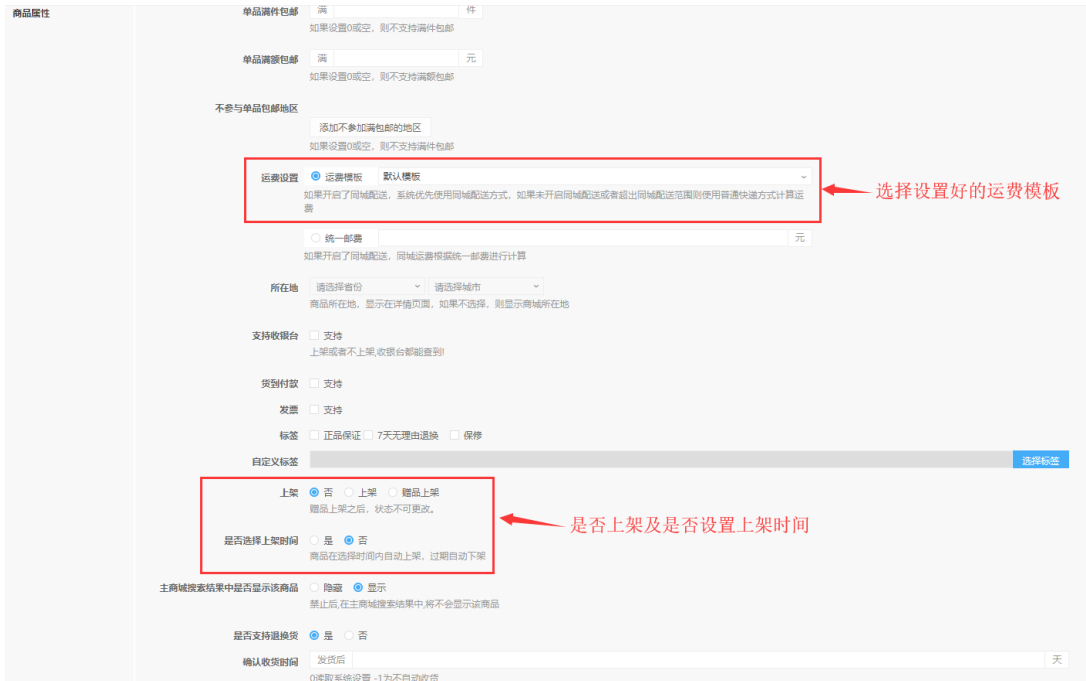 商品属性
单品满件包邮 满 件
如果设置0或空，则不支持满件包邮
单品满额包邮 满 元
如果设置0或空，则不支持满额包邮
不参与单品包邮地区
添加不参加满包邮的地区
如果设置0或空，则不支持满件包邮
运费设置 运费模板 默认模板
如果开启了同城配送，系统优先使用同城配送方式，如果未开启同城配送或者超出同城配送范围则使用普通快递方式计算运
费
选择设置好的运费模板
统一邮费 元
如果开启了同城配送，同城运费根据统一邮费进行计算
所在地 请选择省份 请选择城市
商品所在地，显示在详情页面，如果不选择，则显示商城所在地
支持收银台 支持
上架或者不上架,收银台都能查到!
货到付款 支持
发票 支持
标签 正品保证 7天无理由退换 保修
自定义标签 选择标签
上架 否 上架 赠品上架
赠品上架之后，状态不可更改。
是否上架及是否设置上架时间
是否选择上架时间 是 否
商品在选择时间内自动上架，过期自动下架
主商城搜索结果中是否显示该商品 隐藏 显示
禁止后,在主商城搜索结果中,将不会显示该商品
是否支持退换货 是 否
确认收货时间 发货后 天
0读取系统设置 -1为不自动收货